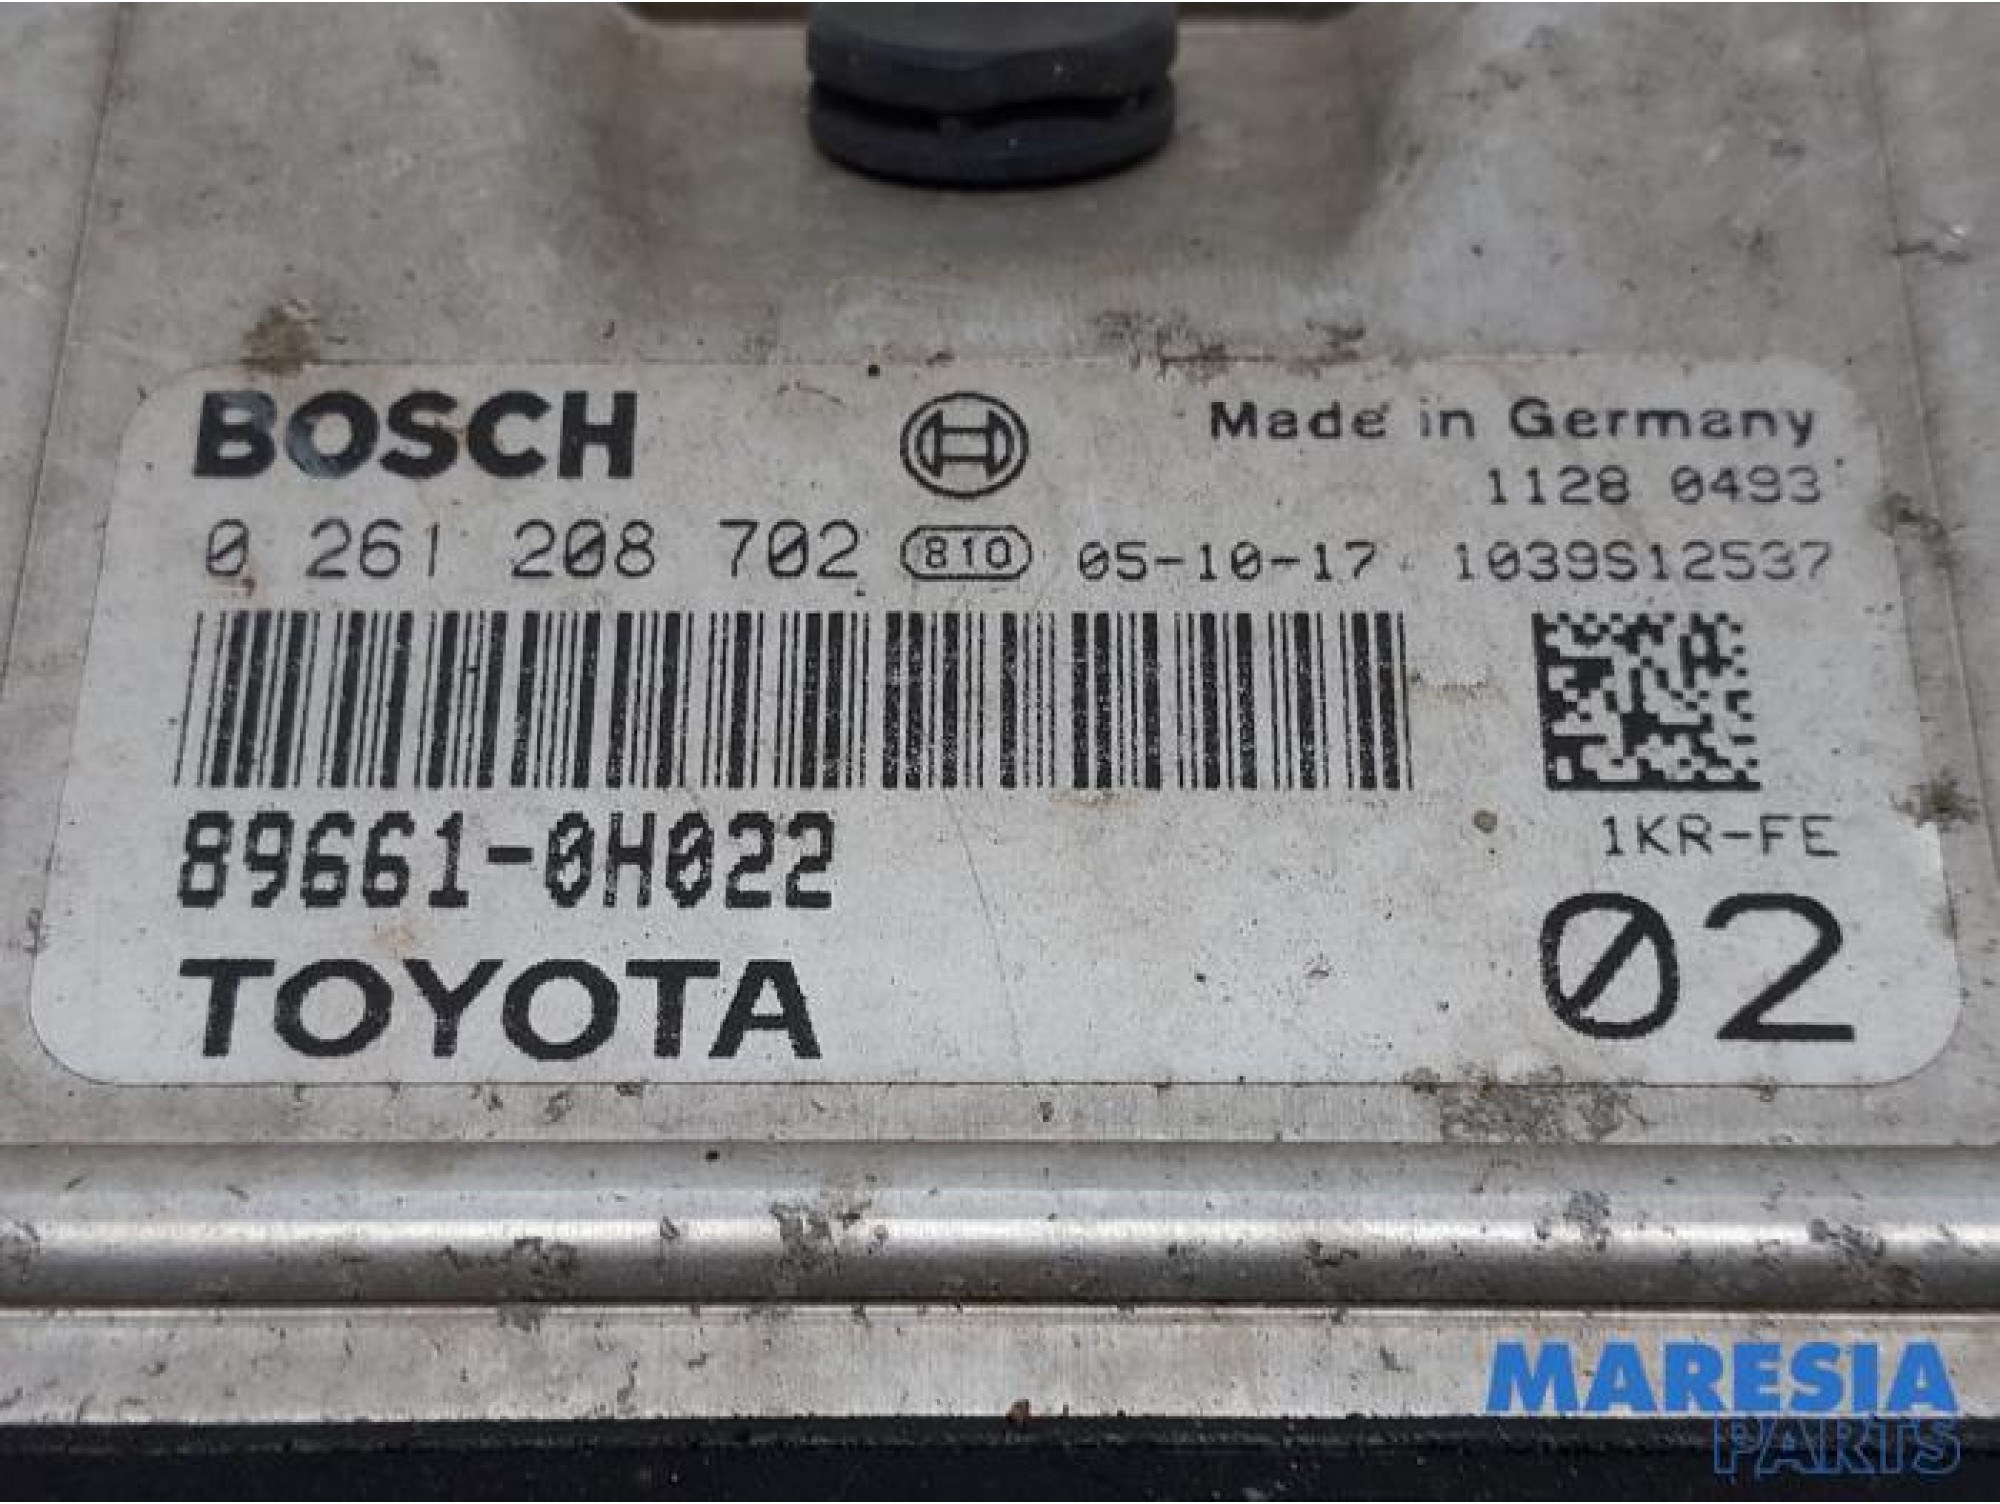 BOSCH
Made in Germany
1128 0493
0 261 208 702 810 05-10-17 1039S12537
89661-0H022
1KR-FE
TOYOTA
02
MARESIA
PARTS